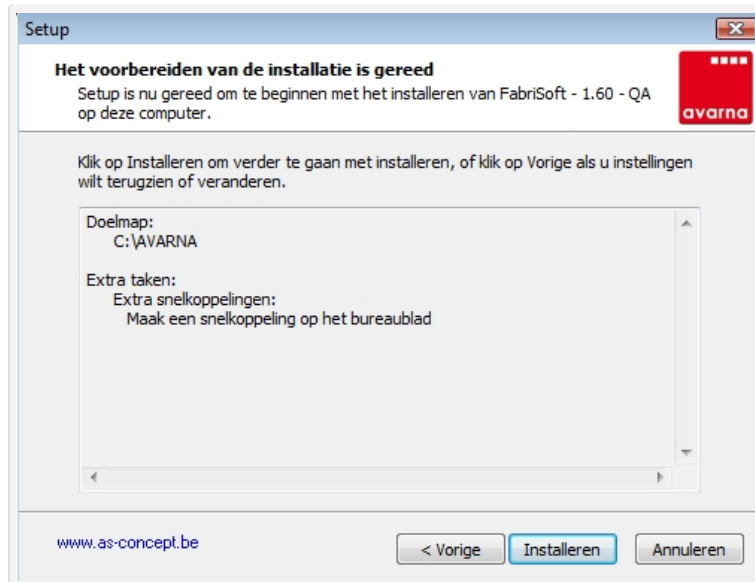 Setup
Het voorbereiden van de installatie is gereed
Setup is nu gereed om te beginnen met het installeren van FabriSoft - 1.60 - QA
op deze computer.
avarna
Klik op Installeren om verder te gaan met installeren, of klik op Vorige als u instellingen
wilt terugzien of veranderen.
Doelmap:
C:\AVARNA
Extra taken:
Extra snelkoppelingen:
Maak een snelkoppeling op het bureaublad
www.as-concept.be
< Vorige
Installeren
Annuleren